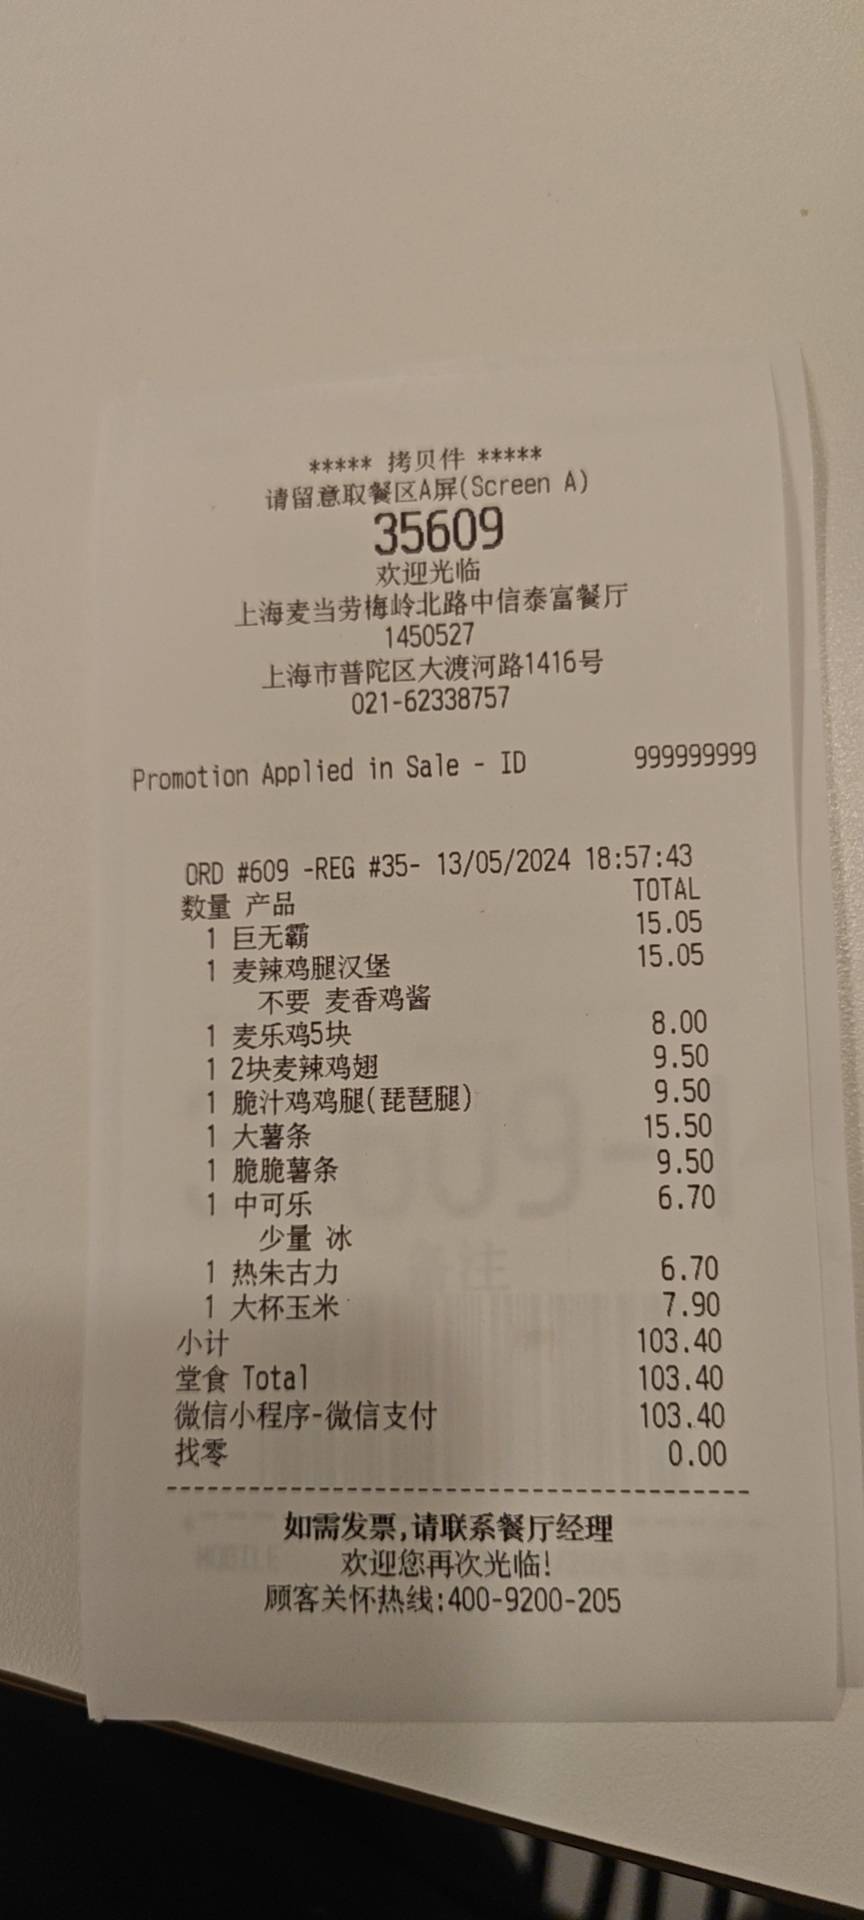 ***** 拷贝件 *****
请留意取餐区A屏(Screen A)
35609
欢迎光临
上海麦当劳梅岭北路中信泰富餐厅
1450527
上海市普陀区大渡河路1416号
021-62338757
Promotion Applied in Sale - ID 999999999
ORD #609 -REG #35- 13/05/2024 18:57:43
数量 产品 TOTAL
1 巨无霸 15.05
1 麦辣鸡腿汉堡 15.05
不要 麦香鸡酱
1 麦乐鸡5块 8.00
1 2块麦辣鸡翅 9.50
1 脆汁鸡鸡腿(琵琶腿) 9.50
1 大薯条 15.50
1 脆脆薯条 9.50
1 中可乐 6.70
少量 冰
1 热朱古力 6.70
1 大杯玉米 7.90
小计 103.40
堂食 Total 103.40
微信小程序-微信支付 103.40
找零 0.00
如需发票,请联系餐厅经理
欢迎您再次光临!
顾客关怀热线:400-9200-205